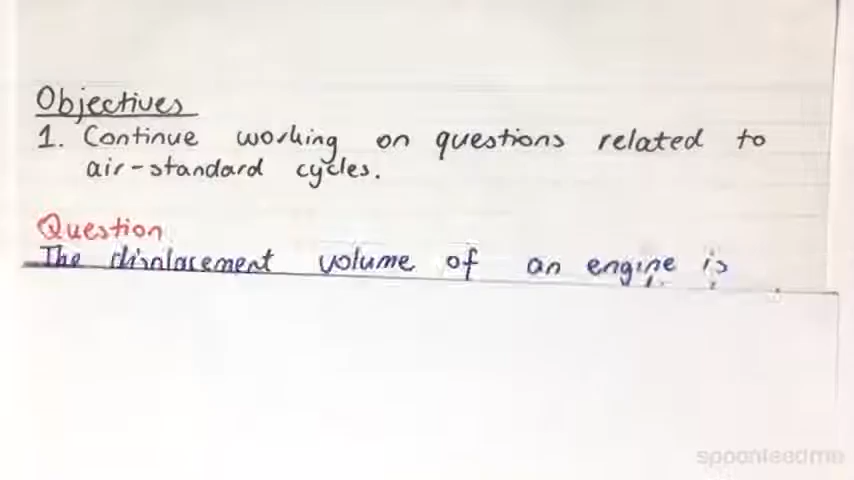 Objectives
1. Continue working on questions related to
air-standard cycles.
Question
The displacement volume of an engine is
spoonfeedme